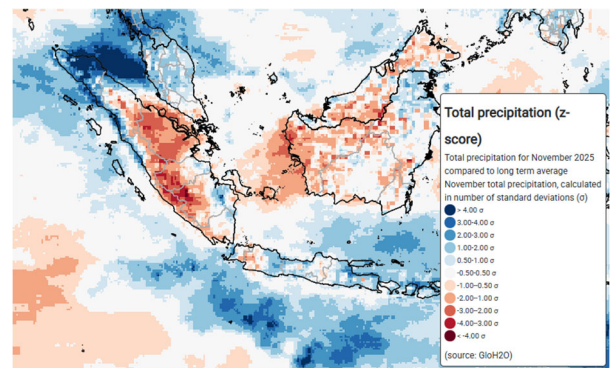 Total precipitation (z-
score)
Total precipitation for November 2025
compared to long term average
November total precipitation, calculated
in number of standard deviations (σ)
> 4.00 σ
3.00-4.00 σ
2.00-3.00 σ
1.00-2.00 σ
0.50-1.00 σ
-0.50-0.50 σ
-1.00-0.50 σ
-2.00-1.00 σ
-3.00-2.00 σ
-4.00-3.00 σ
< -4.00 σ
(source: GloH2O)